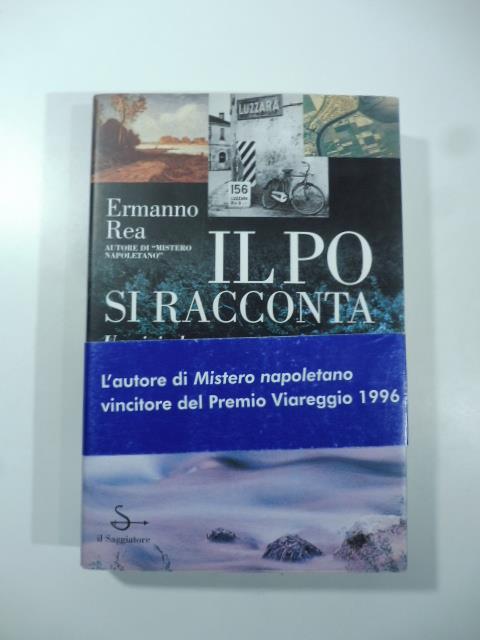 LUZZARA
156
Ermanno
Rea
AUTORE DI "MISTERO
NAPOLETANO"
IL PO
SI RACCONTA
L'autore di Mistero napoletano
vincitore del Premio Viareggio 1996
il Saggiatore